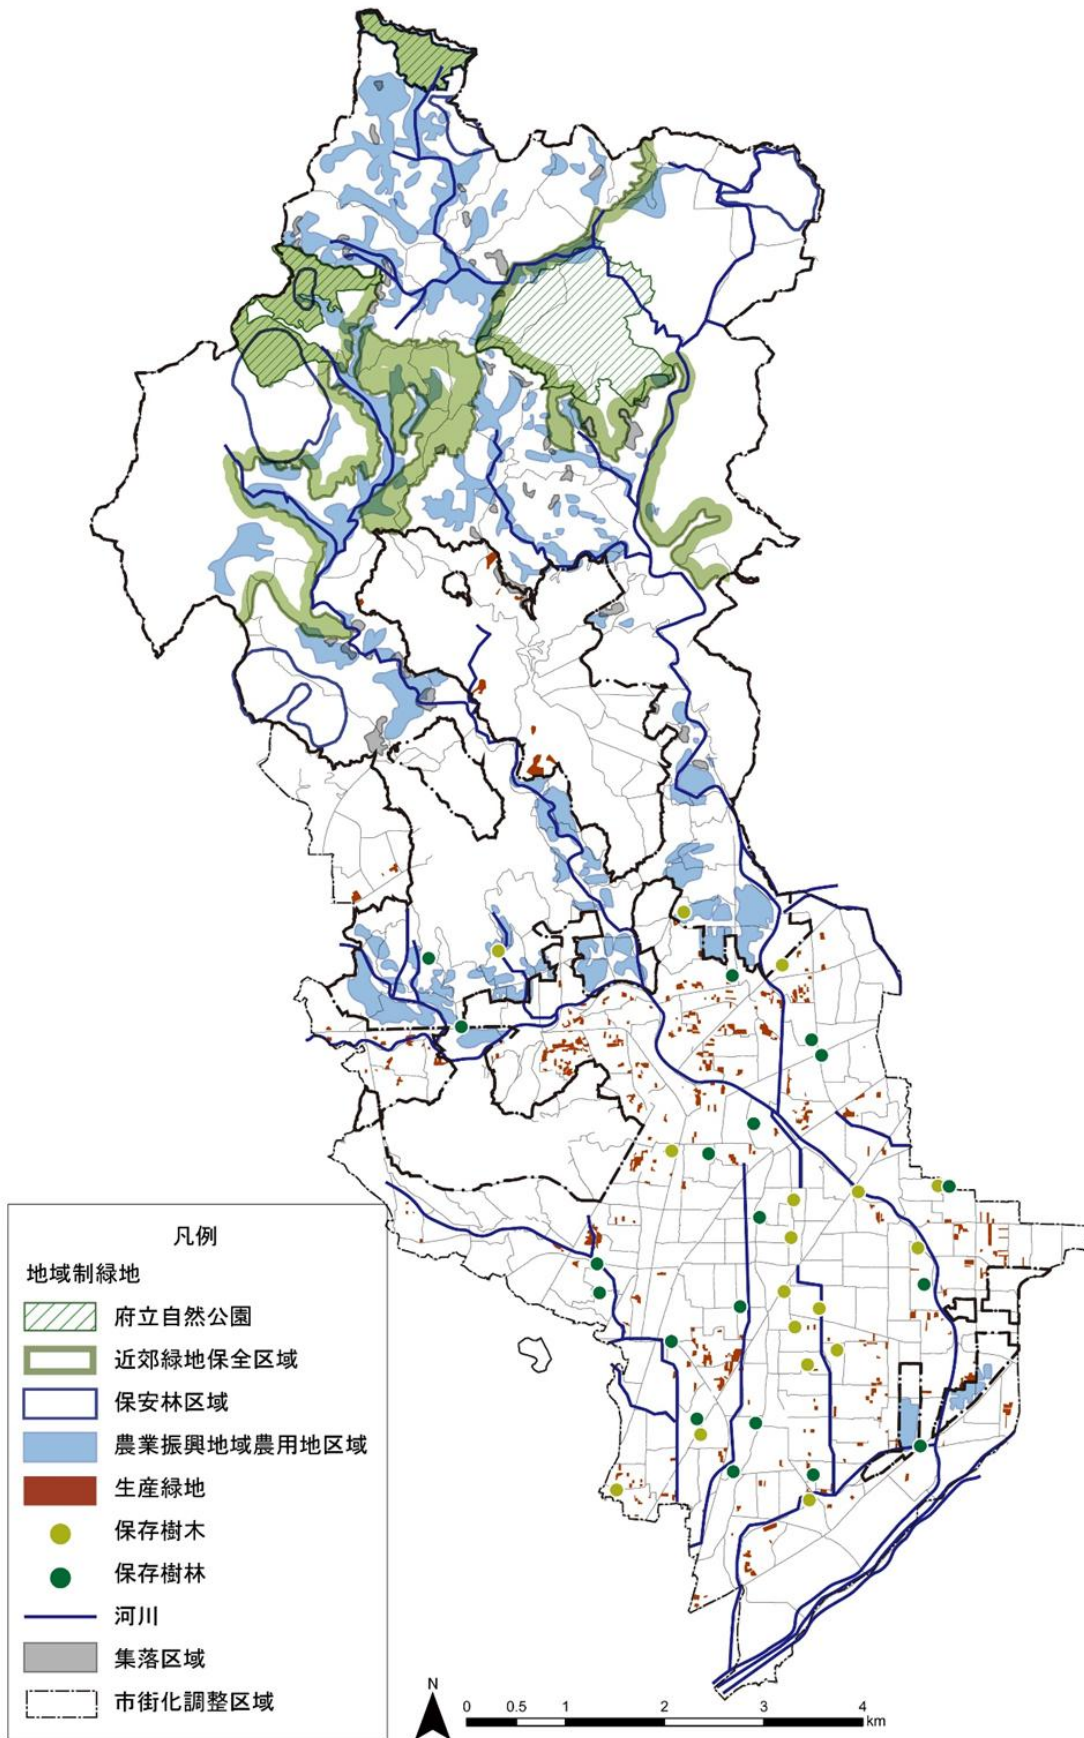 凡例
地域制緑地
府立自然公園
近郊緑地保全区域
保安林区域
農業振興地域農用地区域
生産緑地
保存樹木
保存樹林
河川
集落区域
市街化調整区域
N
0 0.5 1 2 3 4
km